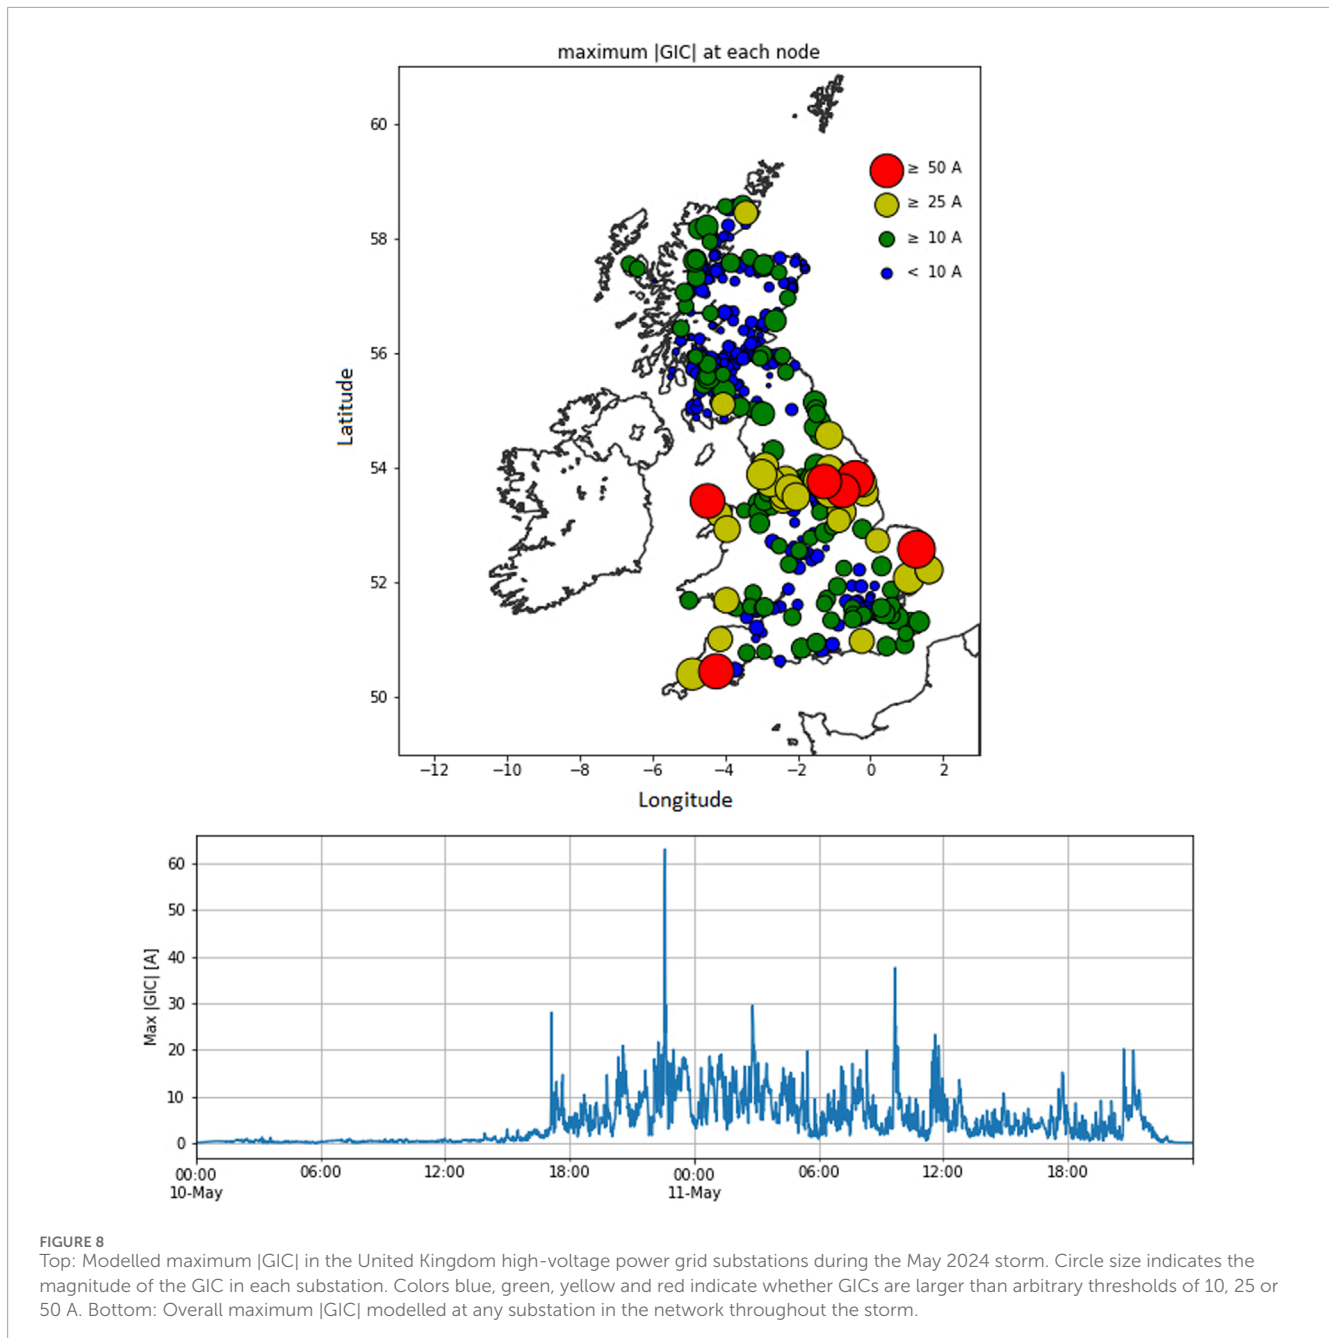 maximum |GIC| at each node
60
58
56
54
52
50
Latitude
≥ 50 A
≥ 25 A
≥ 10 A
< 10 A
−12 −10 −8 −6 −4 −2 0 2
Longitude
60
50
40
30
20
10
0
Max |GIC| [A]
00:00 06:00 12:00 18:00 00:00 06:00 12:00 18:00
10-May 11-May
FIGURE 8
Top: Modelled maximum |GIC| in the United Kingdom high-voltage power grid substations during the May 2024 storm. Circle size indicates the
magnitude of the GIC in each substation. Colors blue, green, yellow and red indicate whether GICs are larger than arbitrary thresholds of 10, 25 or
50 A. Bottom: Overall maximum |GIC| modelled at any substation in the network throughout the storm.